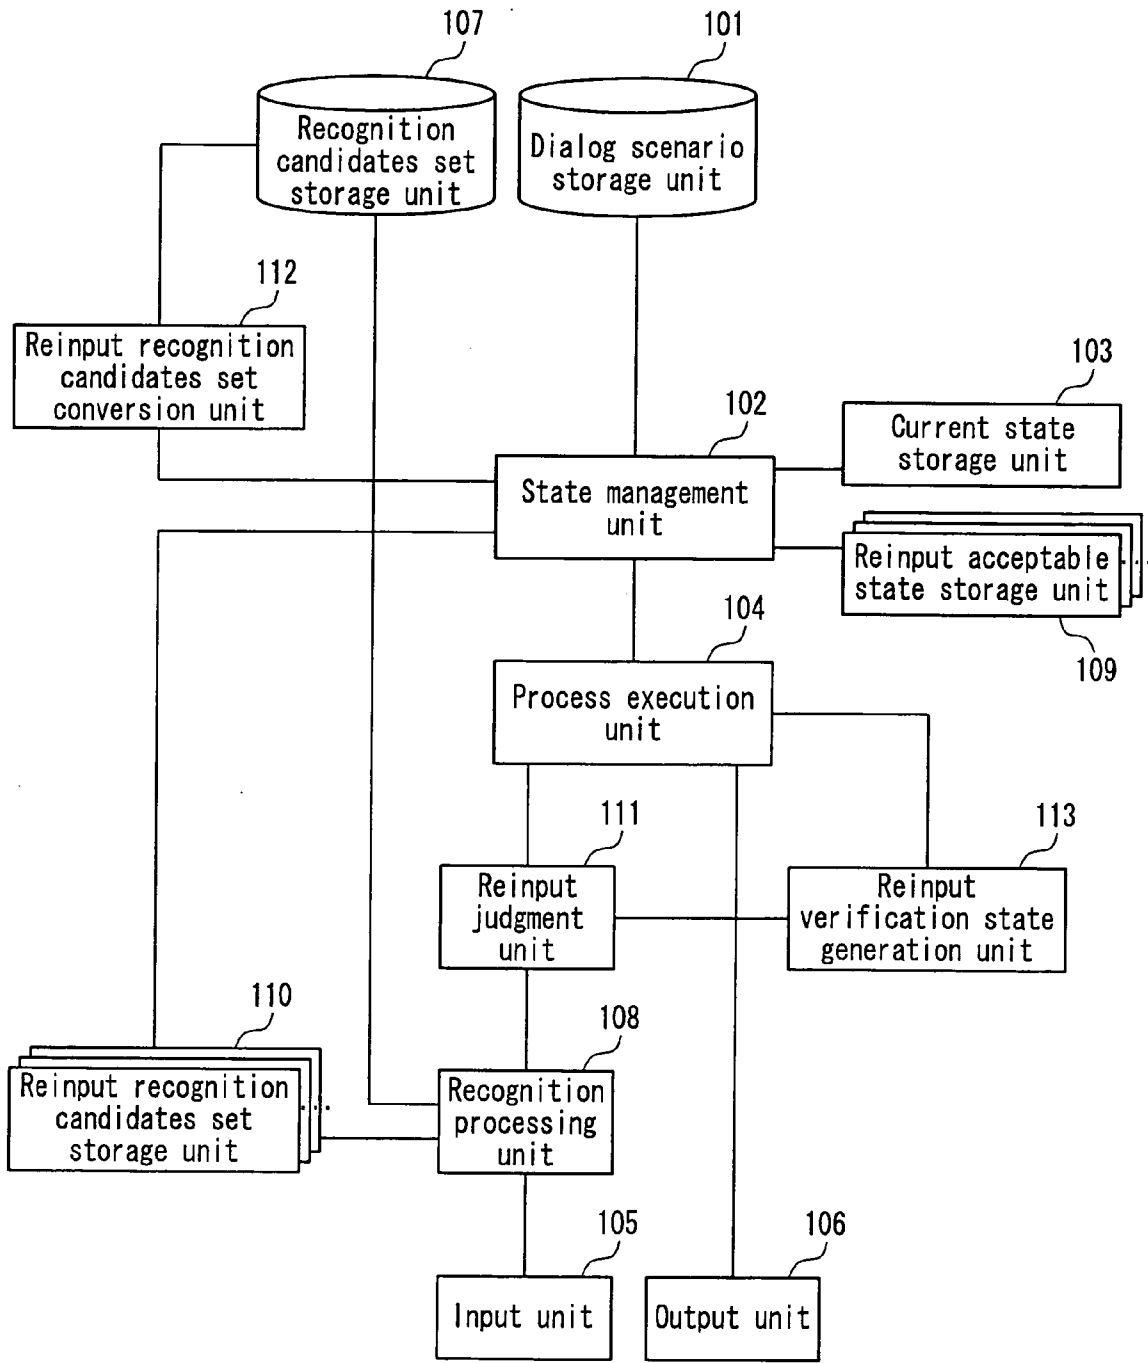 107
101
Recognition
candidates set
storage unit
Dialog scenario
storage unit
112
Reinput recognition
candidates set
conversion unit
103
Current state
storage unit
102
State management
unit
Reinput acceptable
state storage unit
...
109
104
Process execution
unit
111
Reinput
judgment
unit
113
Reinput
verification state
generation unit
110
Reinput recognition
candidates set
storage unit
...
108
Recognition
processing
unit
105
Input unit
106
Output unit